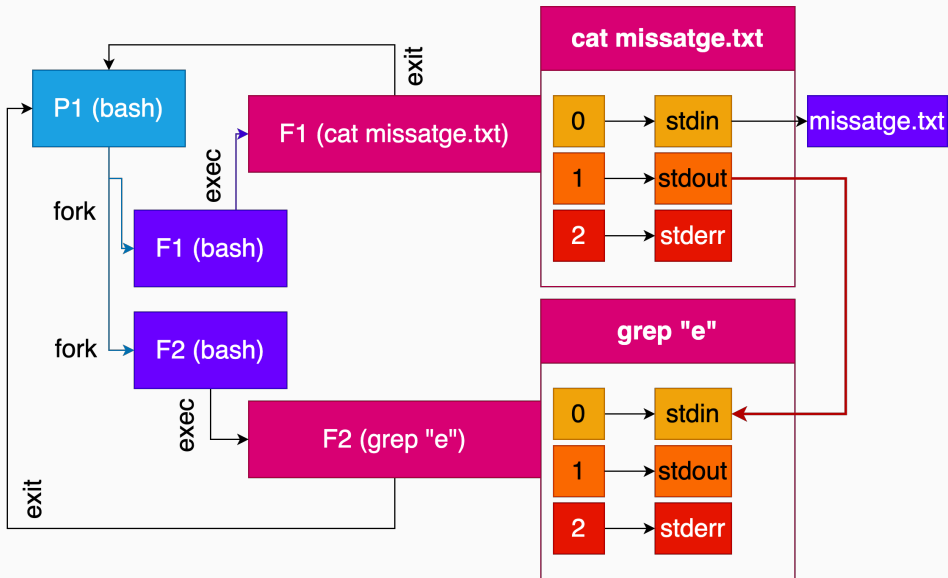 cat missatge.txt
exit
P1 (bash)
F1 (cat missatge.txt)
0
stdin
missatge.txt
exec
1
stdout
fork
F1 (bash)
2
stderr
grep "e"
fork
F2 (bash)
0
stdin
exec
F2 (grep "e")
1
stdout
exit
2
stderr